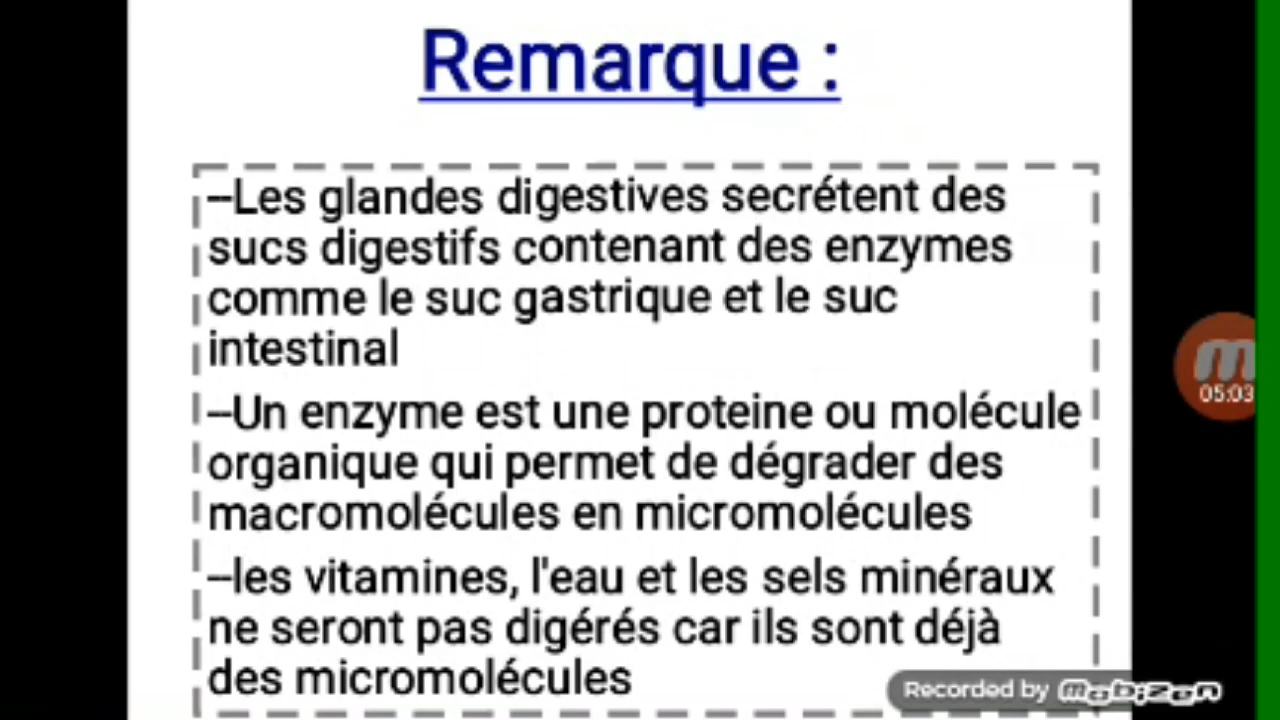 Remarque :
–Les glandes digestives secrétent des
sucs digestifs contenant des enzymes
comme le suc gastrique et le suc
intestinal
–Un enzyme est une proteine ou molécule
organique qui permet de dégrader des
macromolécules en micromolécules
–les vitamines, l'eau et les sels minéraux
ne seront pas digérés car ils sont déjà
des micromolécules
m
05:03
Recorded by mobizen